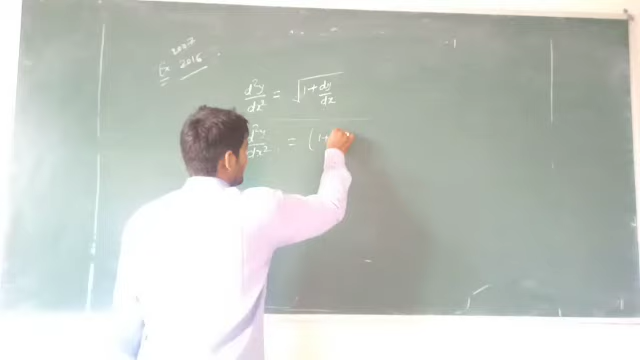 Ex 2016
d²y/dx² = √(1+dy/dx)
d²y/dx² = (1+